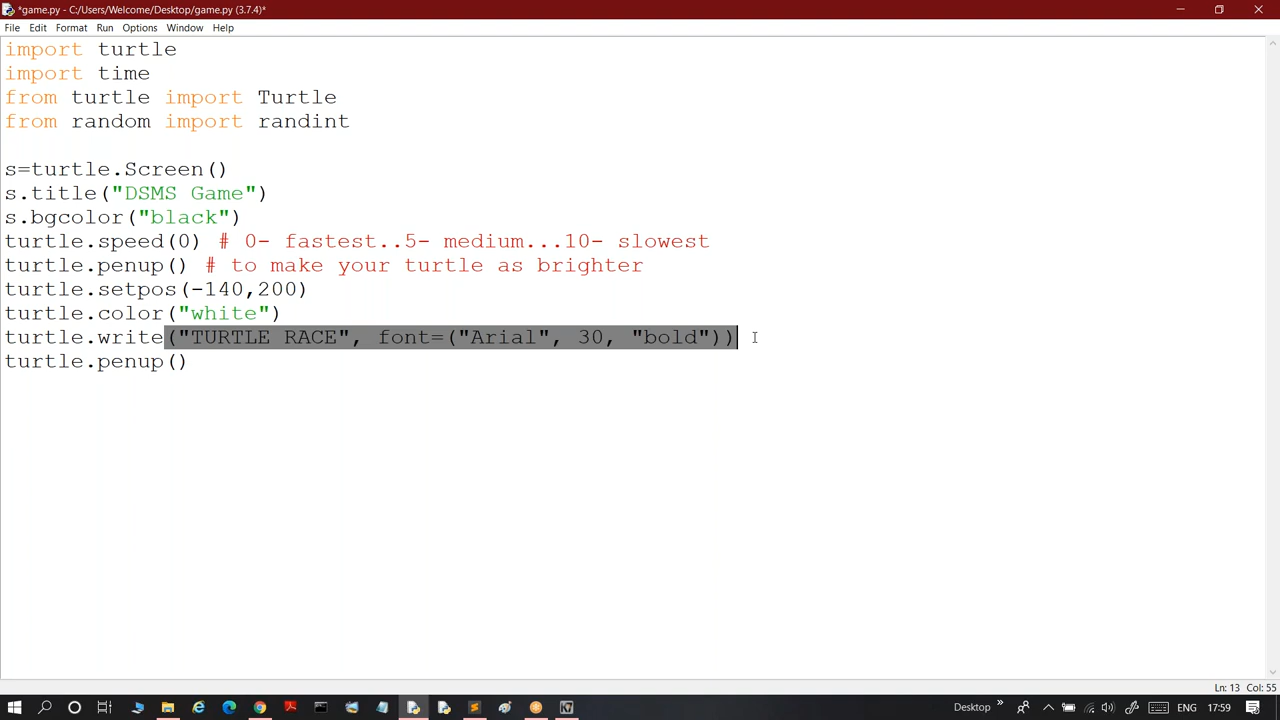 *game.py - C:/Users/Welcome/Desktop/game.py (3.7.4)*
File Edit Format Run Options Window Help
import turtle
import time
from turtle import Turtle
from random import randint
s=turtle.Screen()
s.title("DSMS Game")
s.bgcolor("black")
turtle.speed(0) # 0- fastest..5- medium...10- slowest
turtle.penup() # to make your turtle as brighter
turtle.setpos(-140,200)
turtle.color("white")
turtle.write("TURTLE RACE", font=("Arial", 30, "bold"))
turtle.penup()
Ln: 13 Col: 55
Desktop 17:59